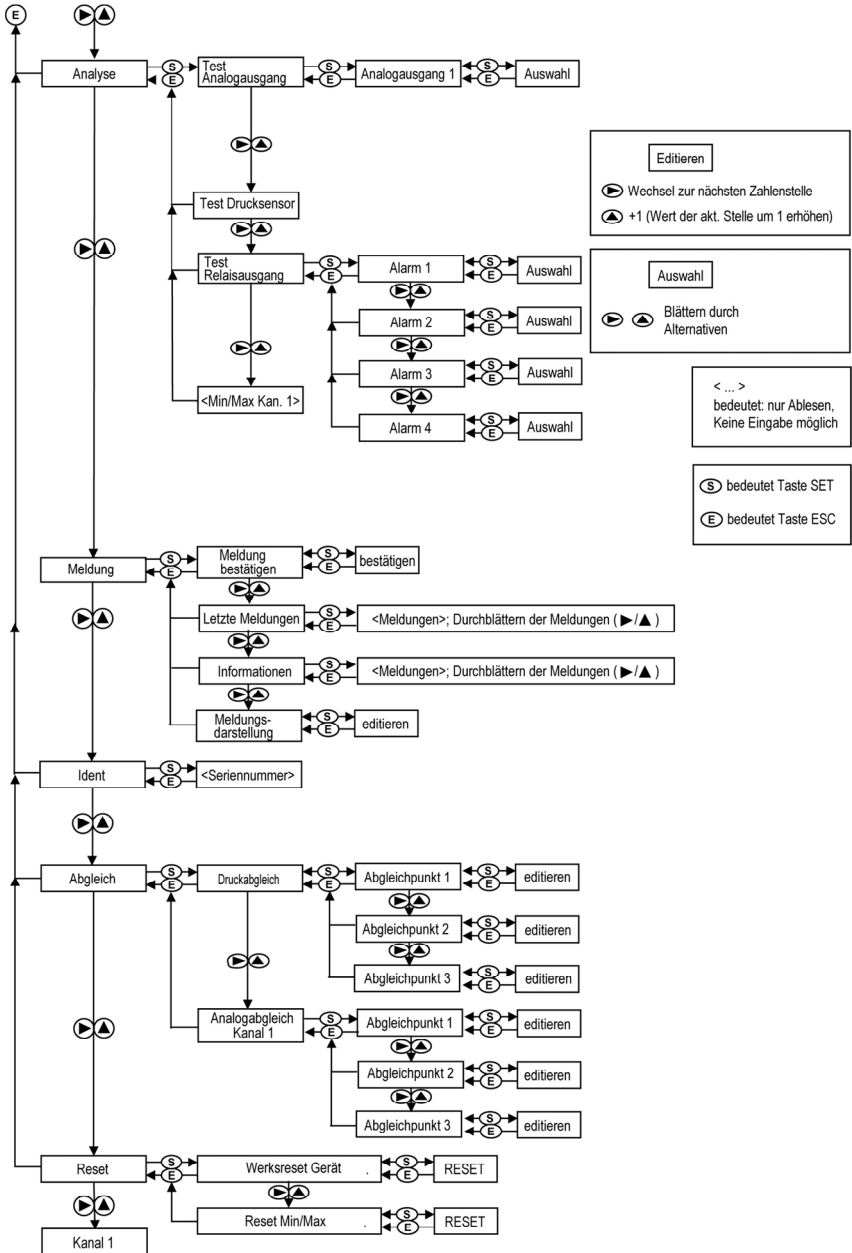 E
Analyse
S
E
Test
Analogausgang
S
E
Analogausgang 1
S
E
Auswahl
Test Drucksensor
Test
Relaisausgang
S
E
Alarm 1
S
E
Auswahl
Alarm 2
S
E
Auswahl
Alarm 3
S
E
Auswahl
<Min/Max Kan. 1>
Alarm 4
S
E
Auswahl
Editieren
Wechsel zur nächsten Zahlenstelle
+1 (Wert der akt. Stelle um 1 erhöhen)
Auswahl
Blättern durch
Alternativen
< ... >
bedeutet: nur Ablesen,
Keine Eingabe möglich
S bedeutet Taste SET
E bedeutet Taste ESC
Meldung
S
E
Meldung
bestätigen
S
E
bestätigen
Letzte Meldungen
S
E
<Meldungen>; Durchblättern der Meldungen (▶/▲ )
Informationen
S
E
<Meldungen>; Durchblättern der Meldungen (▶/▲ )
Meldungs-
darstellung
S
E
editieren
Ident
S
E
<Seriennummer>
Abgleich
S
E
Druckabgleich
S
E
Abgleichpunkt 1
S
E
editieren
Abgleichpunkt 2
S
E
editieren
Abgleichpunkt 3
S
E
editieren
Analogabgleich
Kanal 1
S
E
Abgleichpunkt 1
S
E
editieren
Abgleichpunkt 2
S
E
editieren
Abgleichpunkt 3
S
E
editieren
Reset
S
E
Werksreset Gerät .
S
E
RESET
Reset Min/Max .
S
E
RESET
Kanal 1